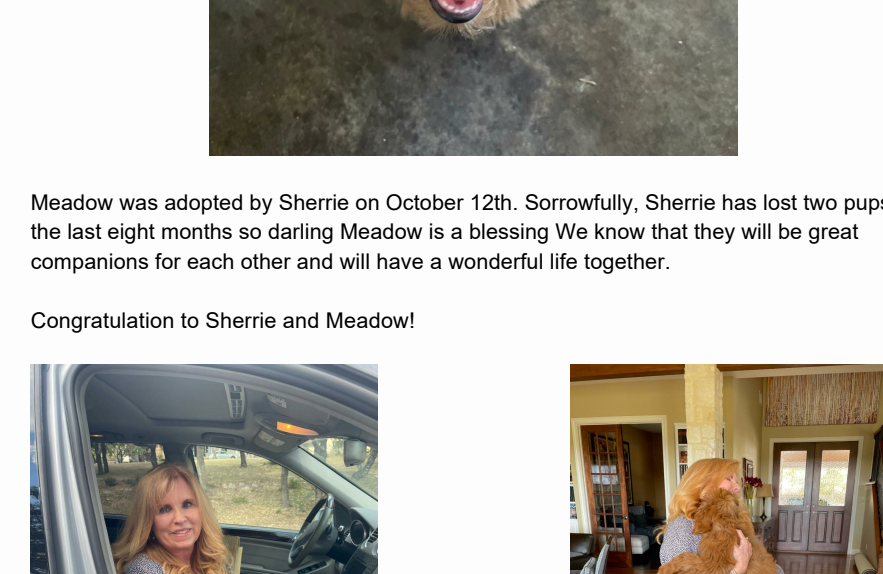 Meadow was adopted by Sherrie on October 12th. Sorrowfully, Sherrie has lost two pups
the last eight months so darling Meadow is a blessing We know that they will be great
companions for each other and will have a wonderful life together.
Congratulation to Sherrie and Meadow!